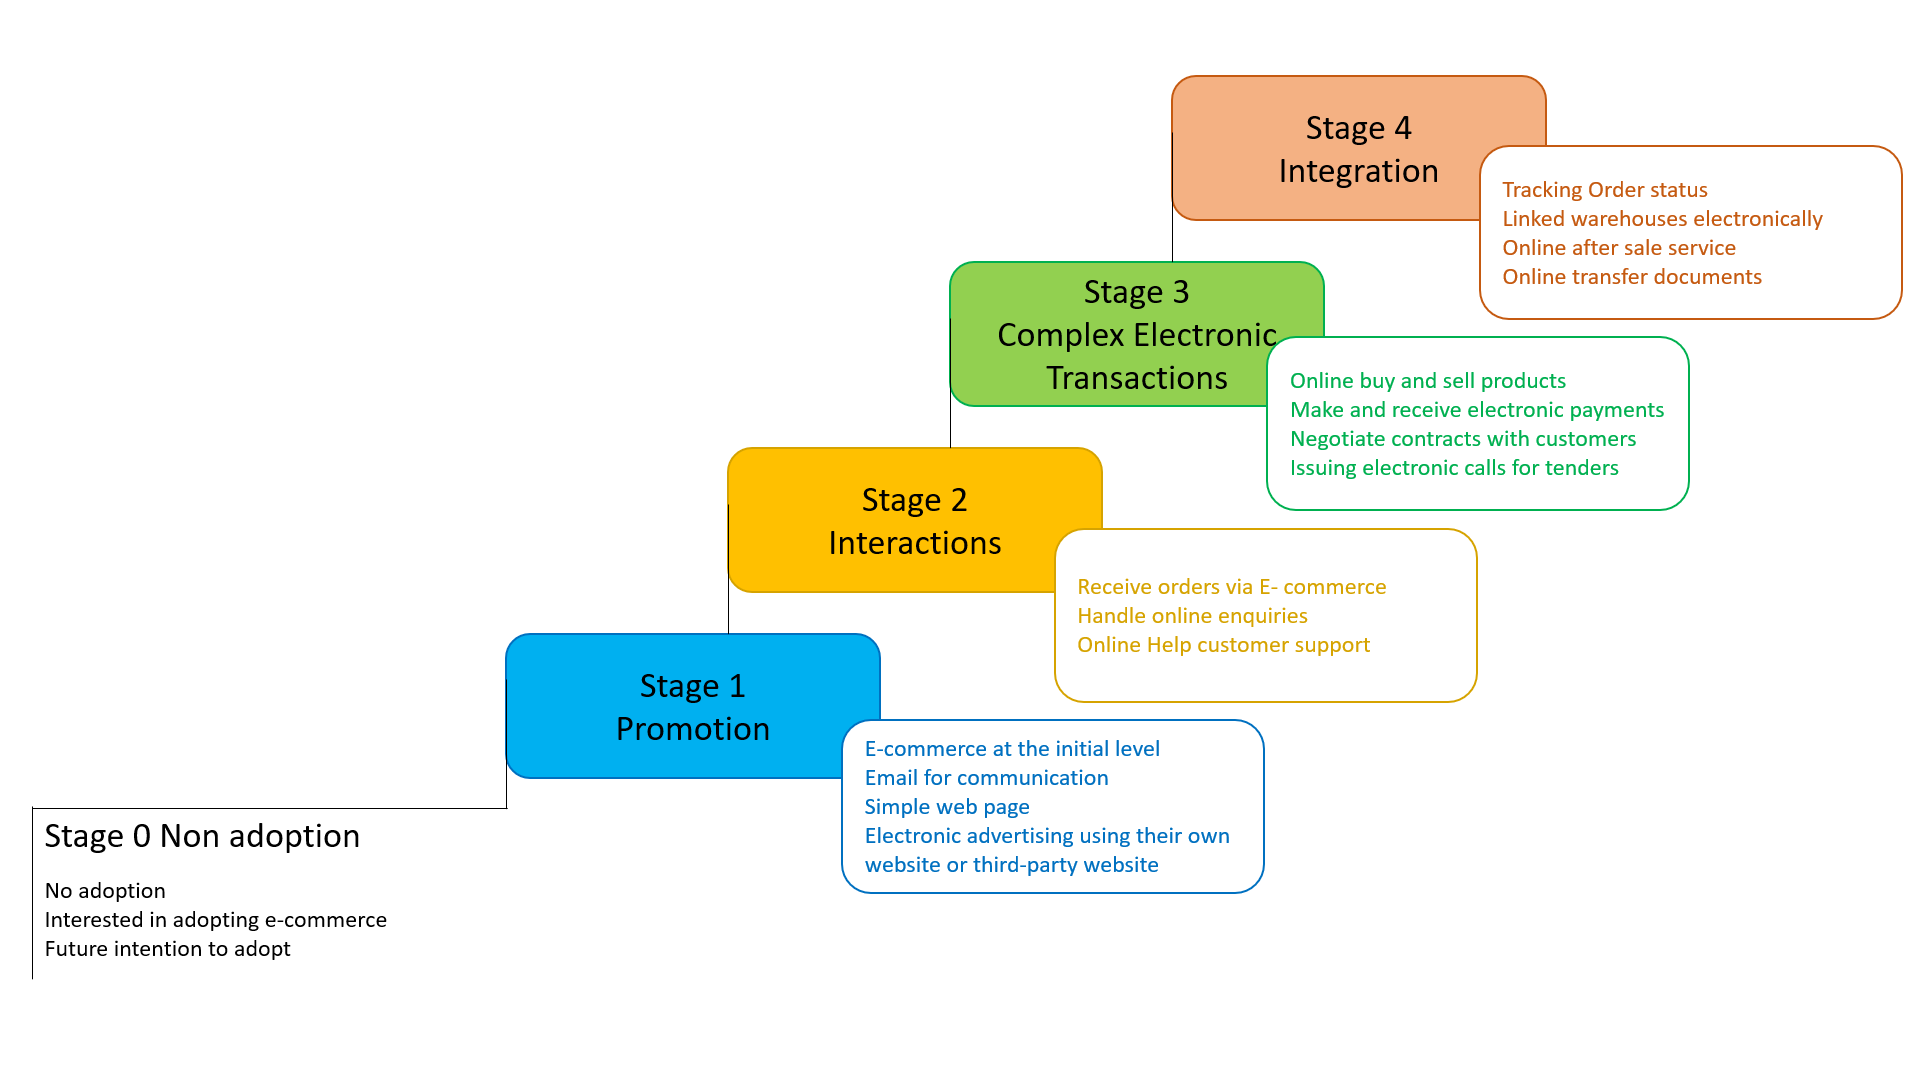 Stage 4
Integration
Tracking Order status
Linked warehouses electronically
Online after sale service
Online transfer documents
Stage 3
Complex Electronic
Transactions
Online buy and sell products
Make and receive electronic payments
Negotiate contracts with customers
Issuing electronic calls for tenders
Stage 2
Interactions
Receive orders via E- commerce
Handle online enquiries
Online Help customer support
Stage 1
Promotion
E-commerce at the initial level
Email for communication
Simple web page
Electronic advertising using their own
website or third-party website
Stage 0 Non adoption
No adoption
Interested in adopting e-commerce
Future intention to adopt